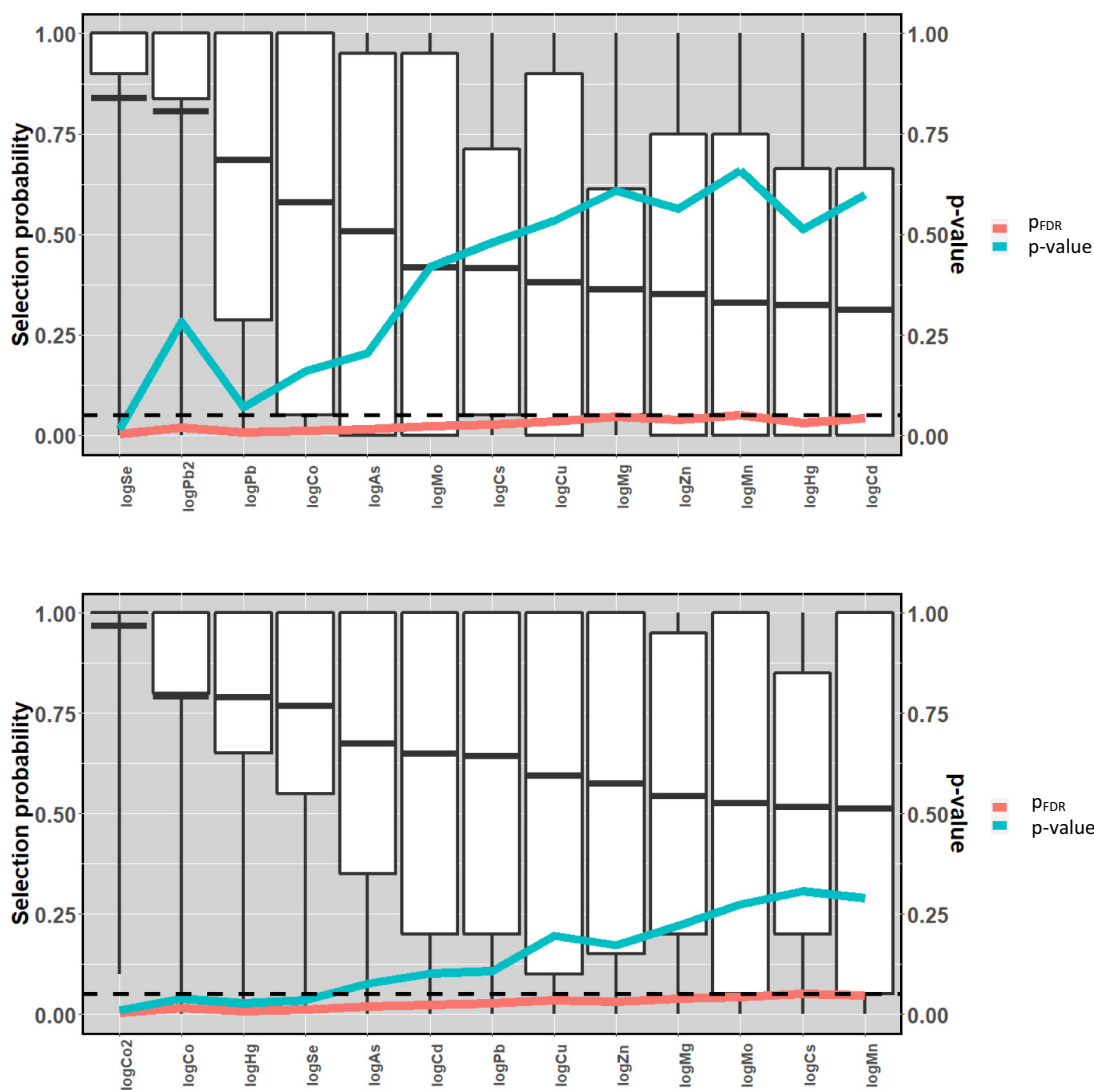 1.00
0.75
0.50
0.25
0.00
Selection probability
1.00
0.75
0.50
0.25
0.00
p-value
pFDR
p-value
logSe
logPb2
logPb
logCo
logAs
logMo
logCs
logCu
logMg
logZn
logMn
logHg
logCd
1.00
0.75
0.50
0.25
0.00
Selection probability
1.00
0.75
0.50
0.25
0.00
p-value
pFDR
p-value
logCo2
logCo
logHg
logSe
logAs
logCd
logPb
logCu
logZn
logMg
logMo
logCs
logMn